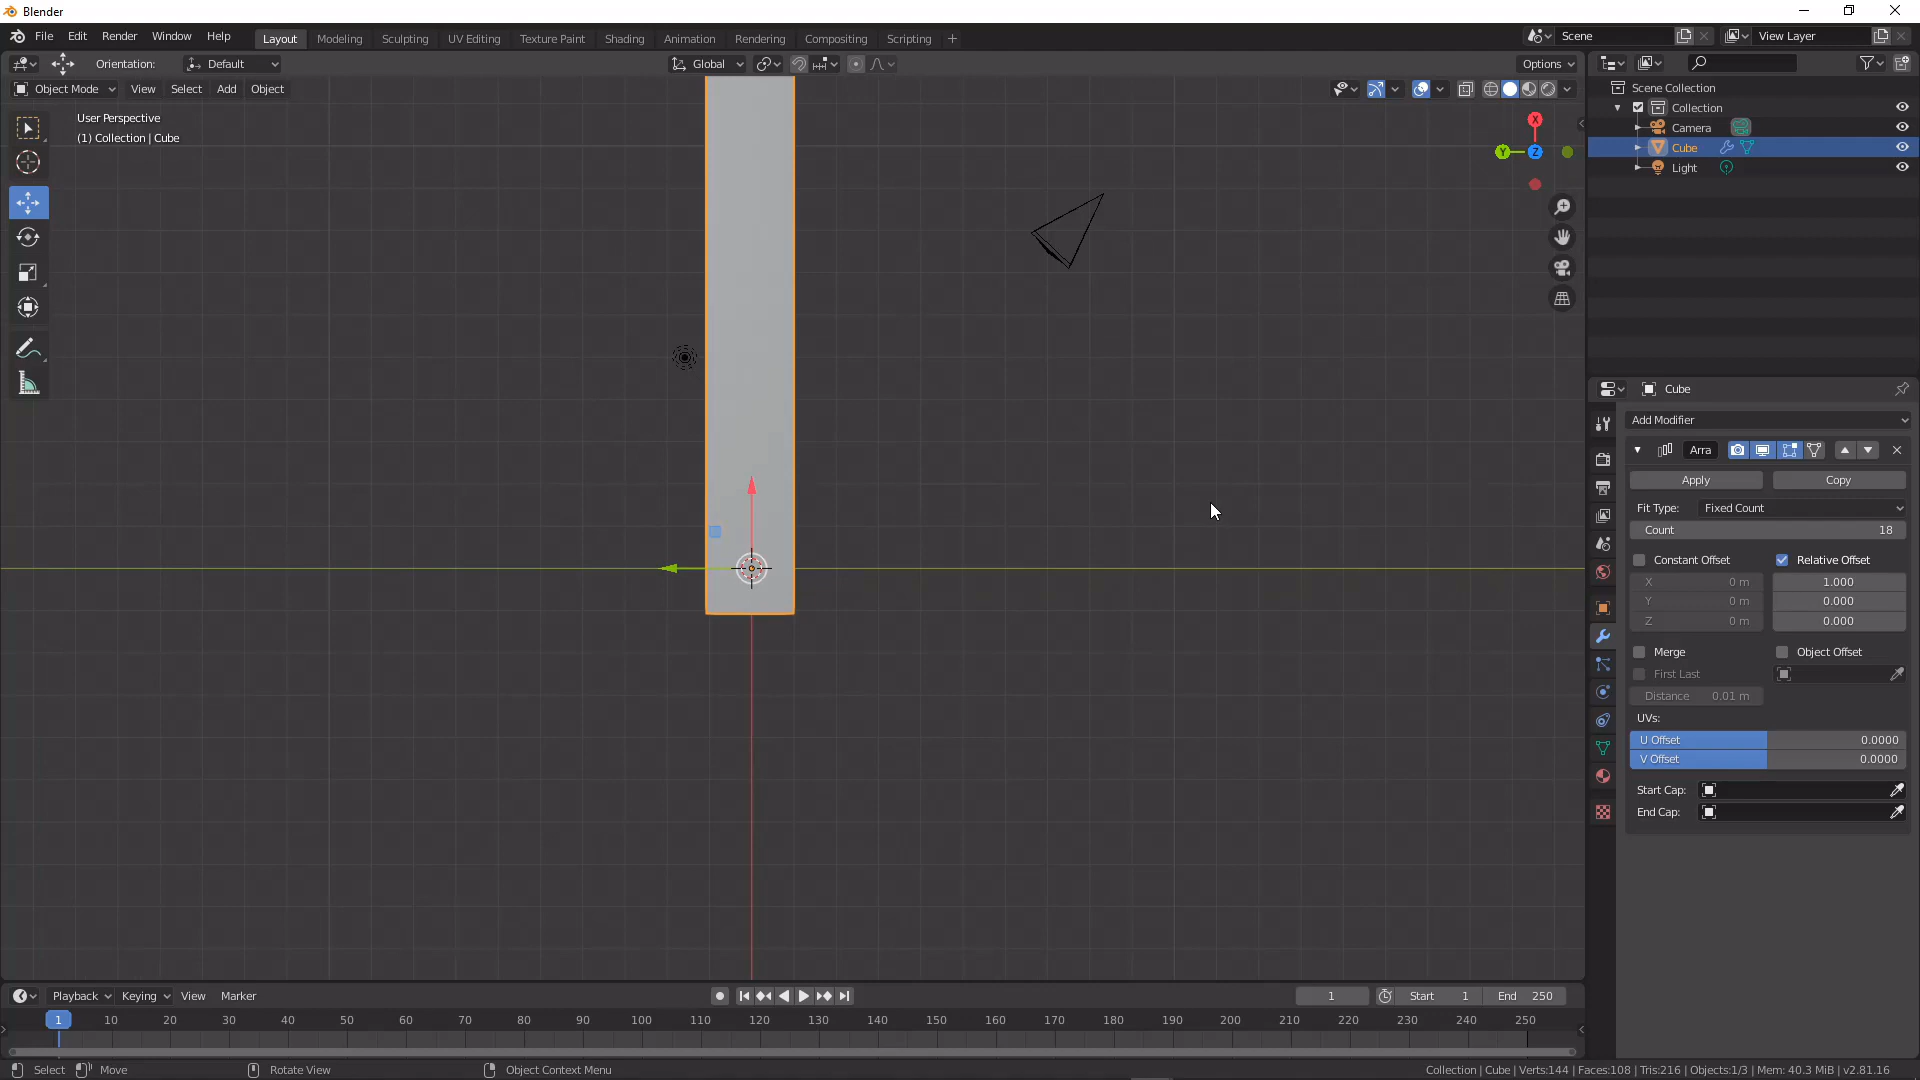 Blender
File Edit Render Window Help Layout Modeling Sculpting UV Editing Texture Paint Shading Animation Rendering Compositing Scripting + Scene View Layer
Orientation: Default Global Options
Object Mode View Select Add Object
User Perspective
(1) Collection | Cube
X
Y
Z
Scene Collection
Collection
Camera
Cube
Light
Cube
Add Modifier
Arra
Apply Copy
Fit Type: Fixed Count
Count 18
Constant Offset Relative Offset
X 0 m 1.000
Y 0 m 0.000
Z 0 m 0.000
Merge Object Offset
First Last
Distance 0.01 m
UVs:
U Offset 0.0000
V Offset 0.0000
Start Cap:
End Cap:
Playback Keying View Marker 1 Start 1 End 250
1 10 20 30 40 50 60 70 80 90 100 110 120 130 140 150 160 170 180 190 200 210 220 230 240 250
Select Move Rotate View Object Context Menu Collection | Cube | Verts:144 | Faces:108 | Tris:216 | Objects:1/3 | Mem: 40.3 MiB | v2.81.16